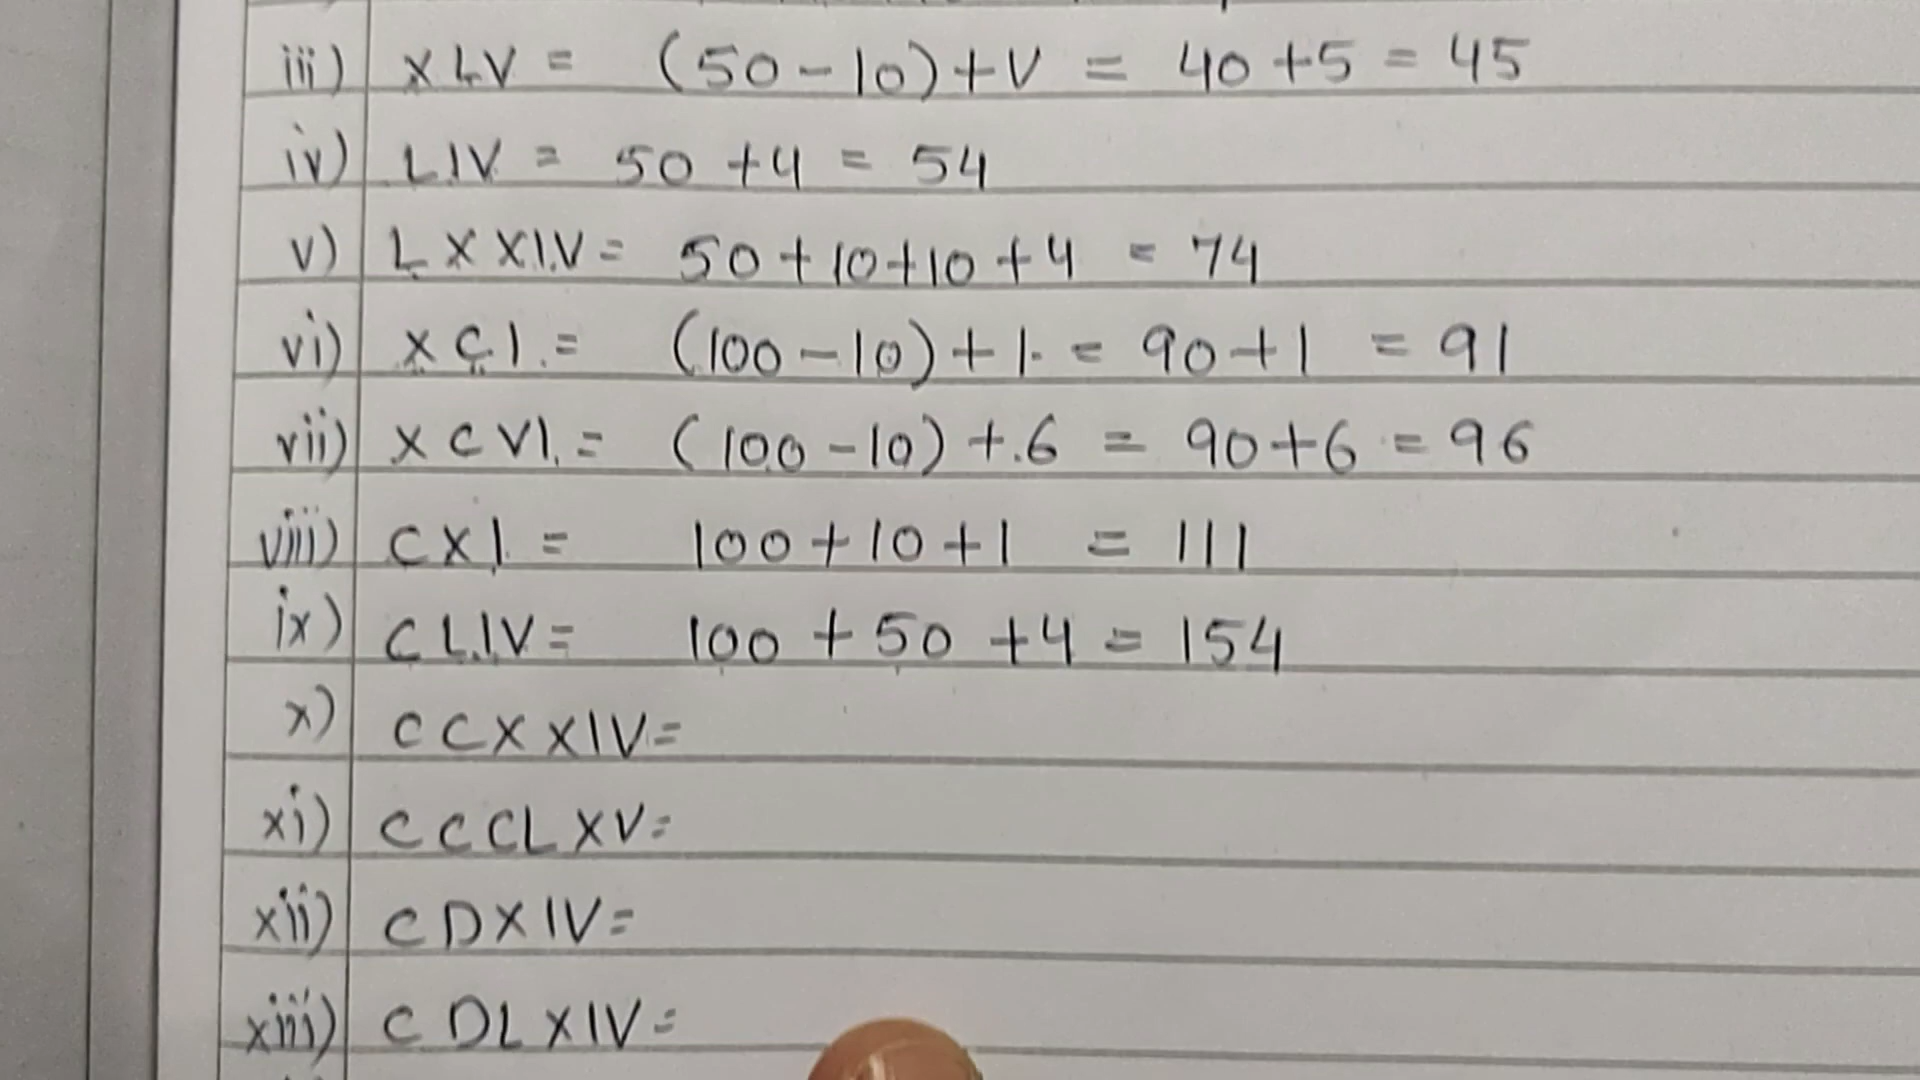 iii) XLV = (50-10)+V = 40+5 = 45
iv) LIV = 50+4 = 54
v) LXXIV = 50+10+10+4 = 74
vi) XCI = (100-10)+1 = 90+1 = 91
vii) XCVI = (100-10)+6 = 90+6 = 96
viii) CXI = 100+10+1 = 111
ix) CLIV = 100+50+4 = 154
x) CCXXIV=
xi) CCCLXV=
xii) CDXIV=
xiii) CDLXIV=